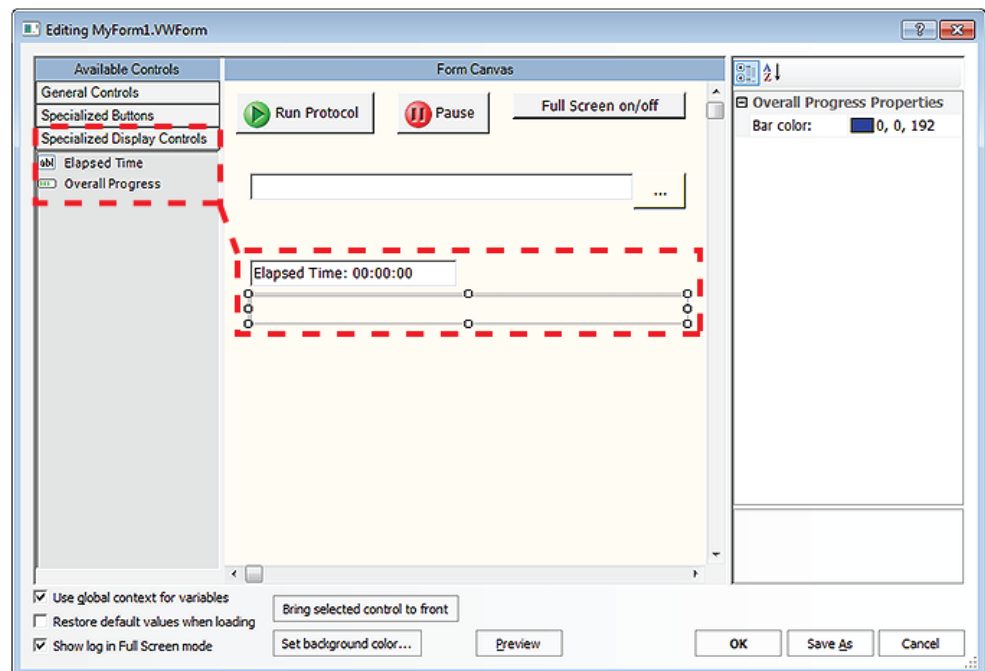 Editing MyForm1.VWForm
?
Available Controls
General Controls
Specialized Buttons
Specialized Display Controls
abl Elapsed Time
Overall Progress
Form Canvas
Run Protocol
Pause
Full Screen on/off
...
Elapsed Time: 00:00:00
A
Z
Overall Progress Properties
Bar color: 0, 0, 192
Use global context for variables
Restore default values when loading
Show log in Full Screen mode
Bring selected control to front
Set background color...
Preview
OK
Save As
Cancel